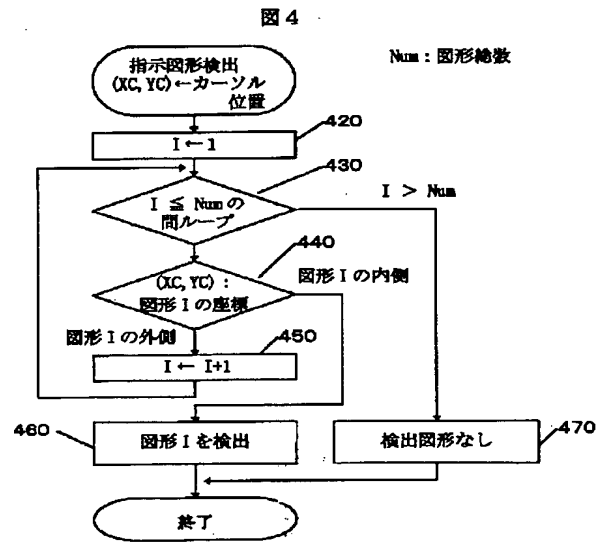 図４
Num：図形総数
指示図形検出
(XC, YC)←カーソル
位置
420
I ← 1
430
I ≦ Numの
間ループ
I > Num
440
(XC, YC)：
図形Ｉの座標
図形Ｉの内側
図形Ｉの外側
450
I ← I+1
460
図形Ｉを検出
検出図形なし
470
終了